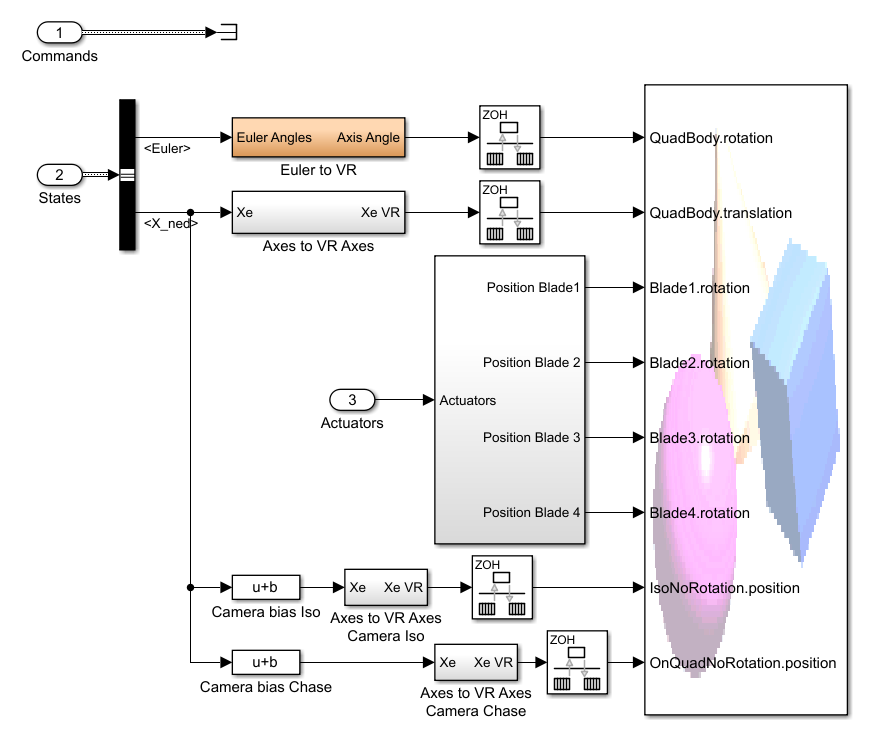 1
Commands
2
States
<Euler>
<X_ned>
Euler Angles Axis Angle
Euler to VR
ZOH
QuadBody.rotation
Xe Xe VR
Axes to VR Axes
ZOH
QuadBody.translation
3
Actuators
Actuators
Position Blade1
Position Blade 2
Position Blade 3
Position Blade 4
Blade1.rotation
Blade2.rotation
Blade3.rotation
Blade4.rotation
u+b
Camera bias Iso
Xe Xe VR
Axes to VR Axes
Camera Iso
ZOH
IsoNoRotation.position
u+b
Camera bias Chase
Xe Xe VR
Axes to VR Axes
Camera Chase
ZOH
OnQuadNoRotation.position